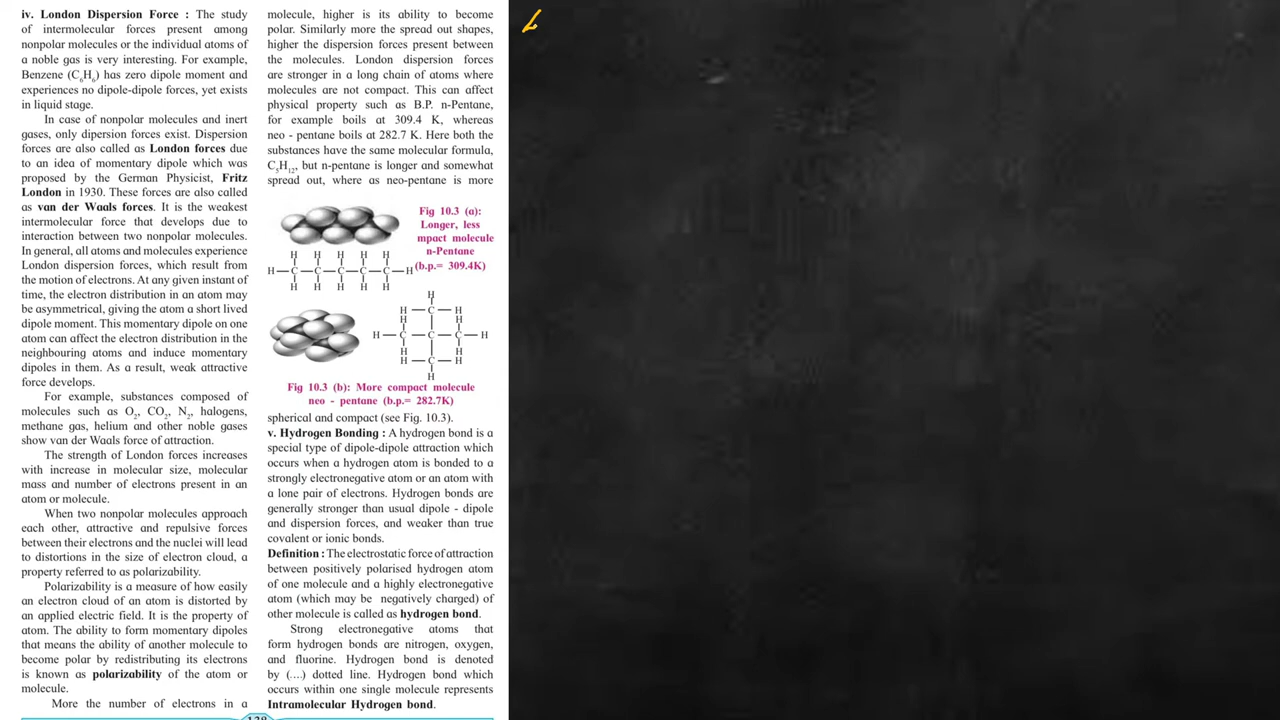 iv. London Dispersion Force : The study
of intermolecular forces present among
nonpolar molecules or the individual atoms of
a noble gas is very interesting. For example,
Benzene (C₆H₆) has zero dipole moment and
experiences no dipole-dipole forces, yet exists
in liquid stage.
In case of nonpolar molecules and inert
gases, only dipersion forces exist. Dispersion
forces are also called as London forces due
to an idea of momentary dipole which was
proposed by the German Physicist, Fritz
London in 1930. These forces are also called
as van der Waals forces. It is the weakest
intermolecular force that develops due to
interaction between two nonpolar molecules.
In general, all atoms and molecules experience
London dispersion forces, which result from
the motion of electrons. At any given instant of
time, the electron distribution in an atom may
be asymmetrical, giving the atom a short lived
dipole moment. This momentary dipole on one
atom can affect the electron distribution in the
neighbouring atoms and induce momentary
dipoles in them. As a result, weak attractive
force develops.
For example, substances composed of
molecules such as O₂, CO₂, N₂, halogens,
methane gas, helium and other noble gases
show van der Waals force of attraction.
The strength of London forces increases
with increase in molecular size, molecular
mass and number of electrons present in an
atom or molecule.
When two nonpolar molecules approach
each other, attractive and repulsive forces
between their electrons and the nuclei will lead
to distortions in the size of electron cloud, a
property referred to as polarizability.
Polarizability is a measure of how easily
an electron cloud of an atom is distorted by
an applied electric field. It is the property of
atom. The ability to form momentary dipoles
that means the ability of another molecule to
become polar by redistributing its electrons
is known as polarizability of the atom or
molecule.
More the number of electrons in a
molecule, higher is its ability to become
polar. Similarly more the spread out shapes,
higher the dispersion forces present between
the molecules. London dispersion forces
are stronger in a long chain of atoms where
molecules are not compact. This can affect
physical property such as B.P. n-Pentane,
for example boils at 309.4 K, whereas
neo - pentane boils at 282.7 K. Here both the
substances have the same molecular formula,
C₅H₁₂, but n-pentane is longer and somewhat
spread out, where as neo-pentane is more
Fig 10.3 (a):
Longer, less
mpact molecule
n-Pentane
(b.p.= 309.4K)
H H H H H
H—C—C—C—C—C—H
H H H H H
H
H—C—H
H H
H—C—C—C—H
H H
H—C—H
H
Fig 10.3 (b): More compact molecule
neo - pentane (b.p.= 282.7K)
spherical and compact (see Fig. 10.3).
v. Hydrogen Bonding : A hydrogen bond is a
special type of dipole-dipole attraction which
occurs when a hydrogen atom is bonded to a
strongly electronegative atom or an atom with
a lone pair of electrons. Hydrogen bonds are
generally stronger than usual dipole - dipole
and dispersion forces, and weaker than true
covalent or ionic bonds.
Definition : The electrostatic force of attraction
between positively polarised hydrogen atom
of one molecule and a highly electronegative
atom (which may be negatively charged) of
other molecule is called as hydrogen bond.
Strong electronegative atoms that
form hydrogen bonds are nitrogen, oxygen,
and fluorine. Hydrogen bond is denoted
by (....) dotted line. Hydrogen bond which
occurs within one single molecule represents
Intramolecular Hydrogen bond.